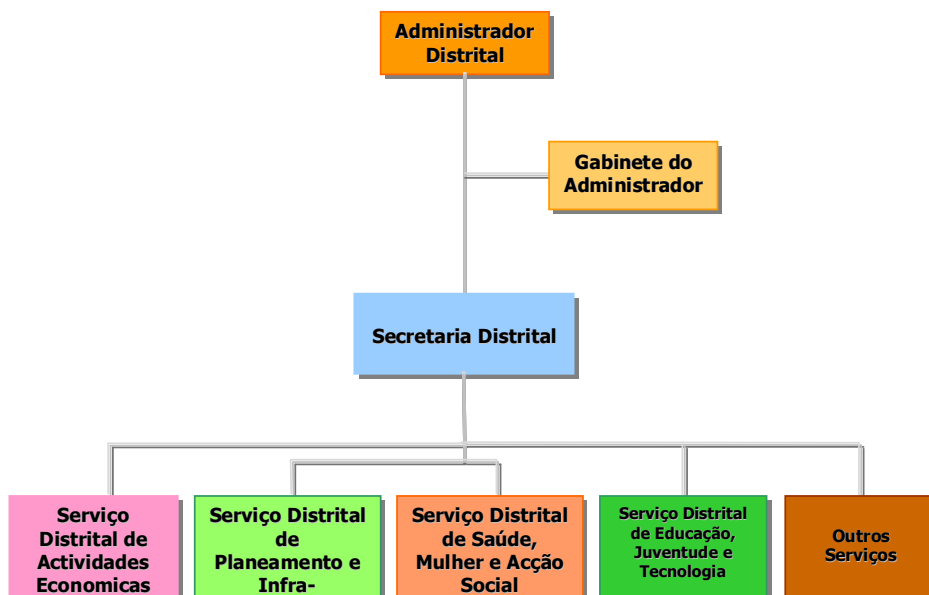 Administrador
Distrital
Gabinete do
Administrador
Secretaria Distrital
Serviço
Distrital de
Actividades
Economicas
Serviço Distrital
de
Planeamento e
Infra-
Serviço Distrital
de Saúde,
Mulher e Acção
Social
Serviço Distrital
de Educação,
Juventude e
Tecnologia
Outros
Serviços